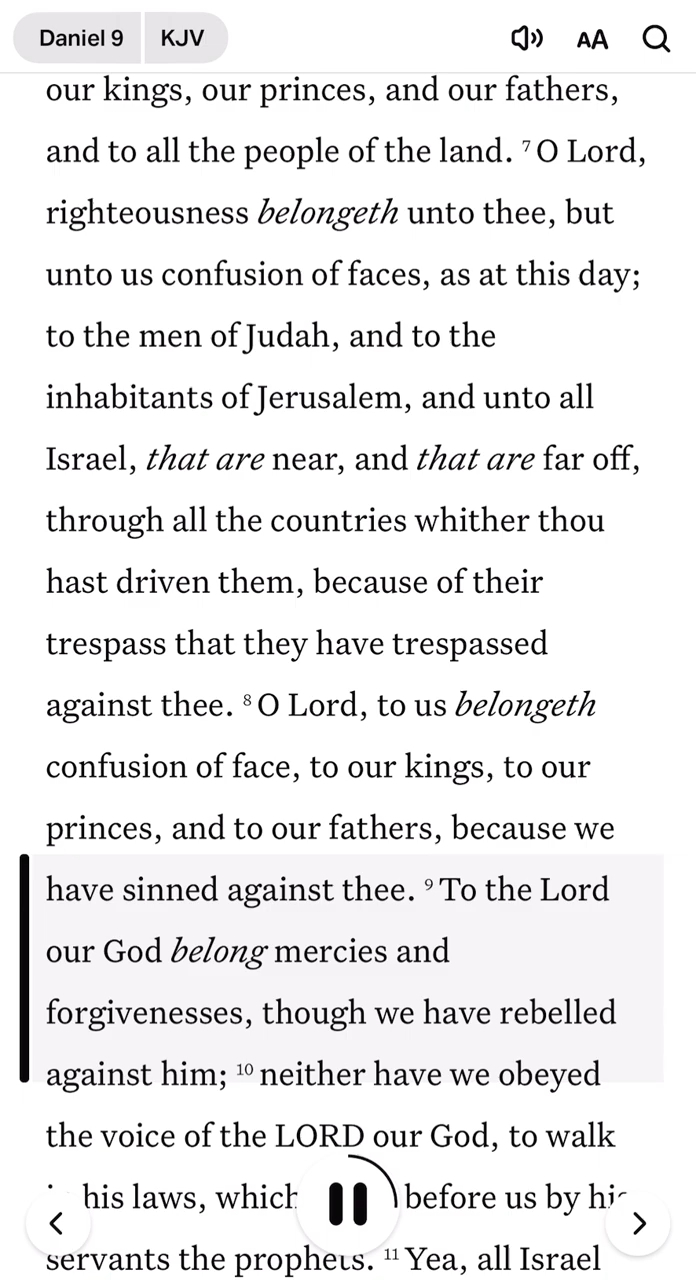 Daniel 9 KJV AA
our kings, our princes, and our fathers,
and to all the people of the land. 7 O Lord,
righteousness belongeth unto thee, but
unto us confusion of faces, as at this day;
to the men of Judah, and to the
inhabitants of Jerusalem, and unto all
Israel, that are near, and that are far off,
through all the countries whither thou
hast driven them, because of their
trespass that they have trespassed
against thee. 8 O Lord, to us belongeth
confusion of face, to our kings, to our
princes, and to our fathers, because we
have sinned against thee. 9 To the Lord
our God belong mercies and
forgivenesses, though we have rebelled
against him; 10 neither have we obeyed
the voice of the LORD our God, to walk
his laws, which before us by his
servants the prophets. 11 Yea, all Israel